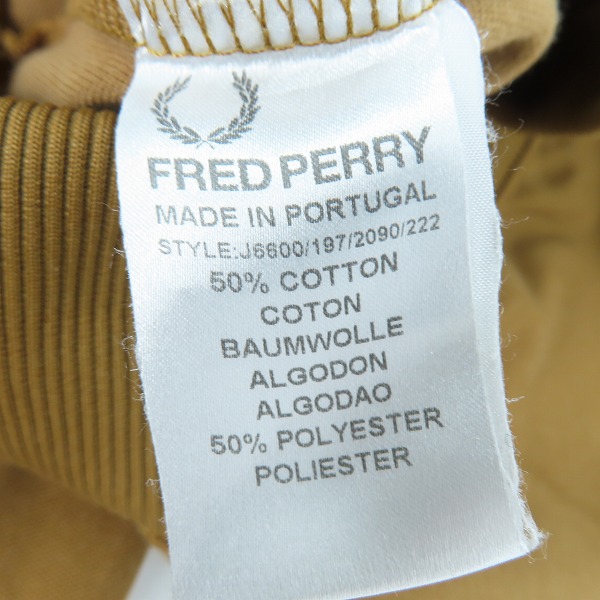 FRED PERRY
MADE IN PORTUGAL
STYLE:J6600/197/2090/222
50% COTTON
COTON
BAUMWOLLE
ALGODON
ALGODAO
50% POLYESTER
POLIESTER